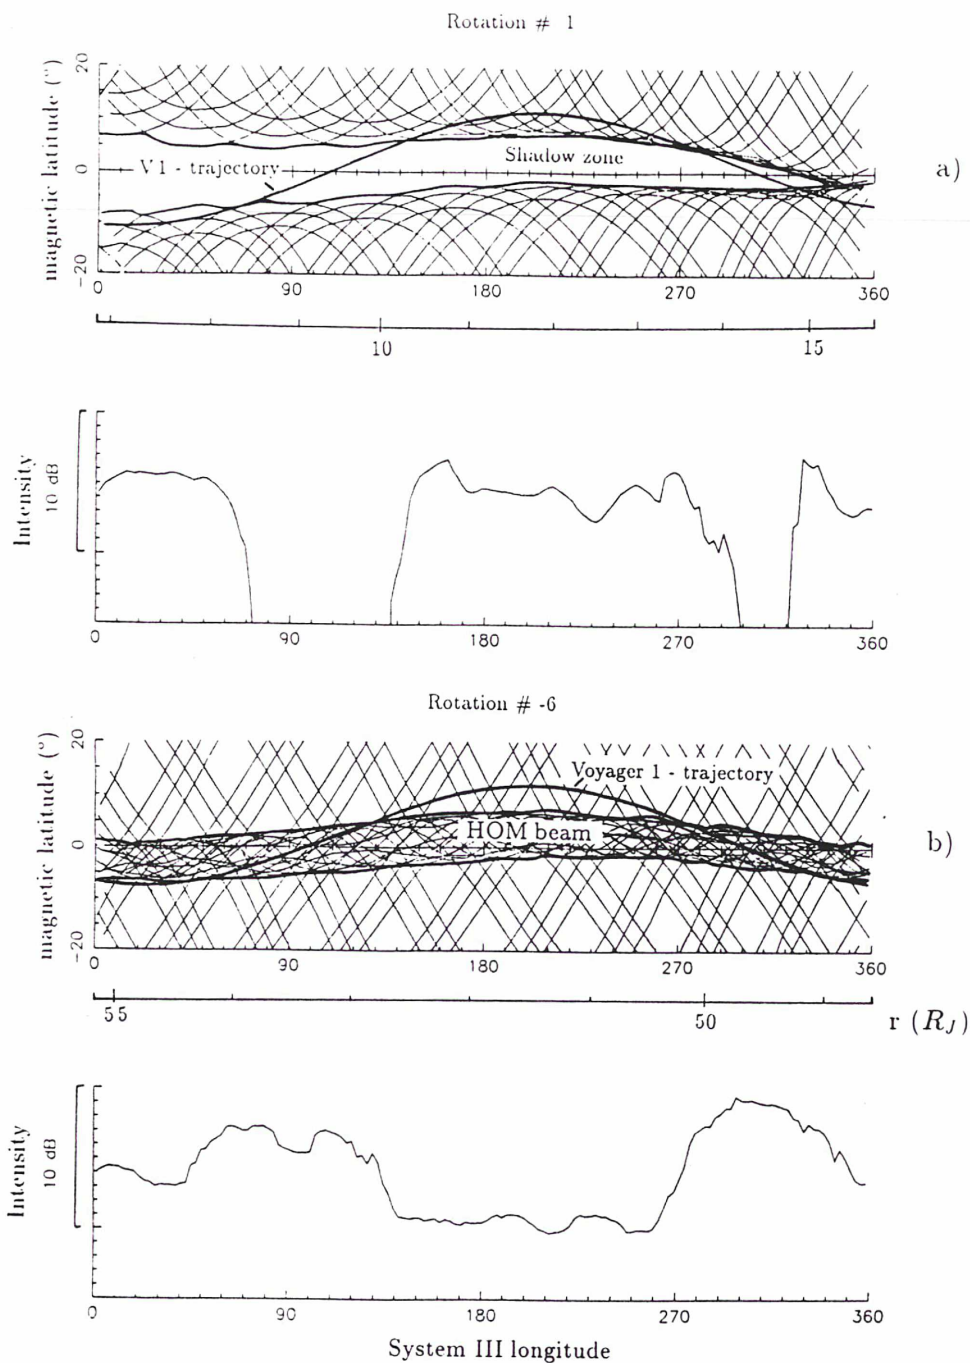 Rotation # 1
magnetic latitude (°)
20
0
-20
V1 - trajectory
Shadow zone
a)
0 90 180 270 360
10 15
Intensity
10 dB
0 90 180 270 360
Rotation # -6
magnetic latitude (°)
20
0
-20
Voyager 1 - trajectory
HOM beam
b)
0 90 180 270 360
55 50 r (R_J)
Intensity
10 dB
0 90 180 270 360
System III longitude